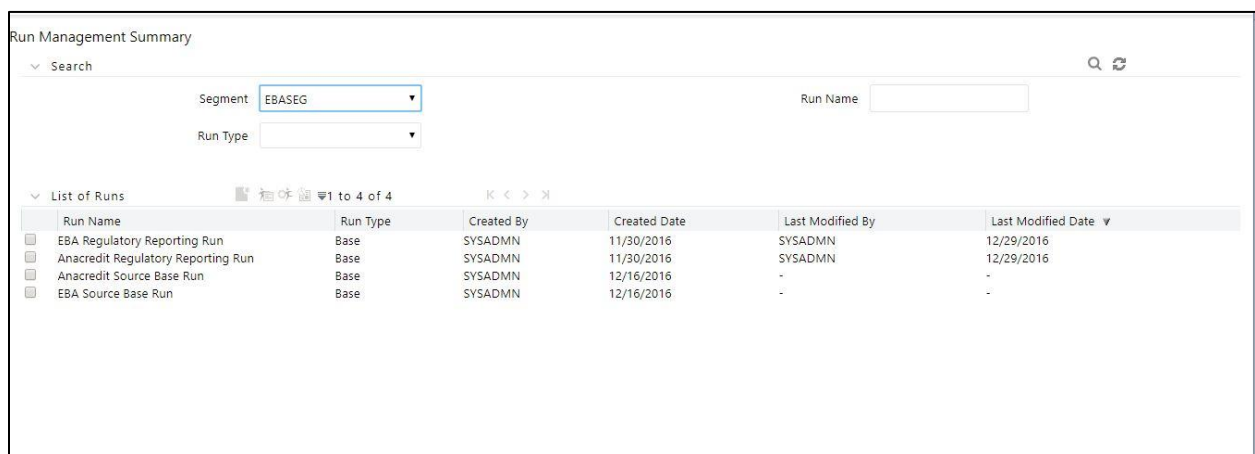 Run Management Summary
Search
Segment EBASEG Run Name
Run Type
List of Runs 1 to 4 of 4
Run Name Run Type Created By Created Date Last Modified By Last Modified Date
EBA Regulatory Reporting Run Base SYSADMN 11/30/2016 SYSADMN 12/29/2016
Anacredit Regulatory Reporting Run Base SYSADMN 11/30/2016 SYSADMN 12/29/2016
Anacredit Source Base Run Base SYSADMN 12/16/2016 - -
EBA Source Base Run Base SYSADMN 12/16/2016 - -